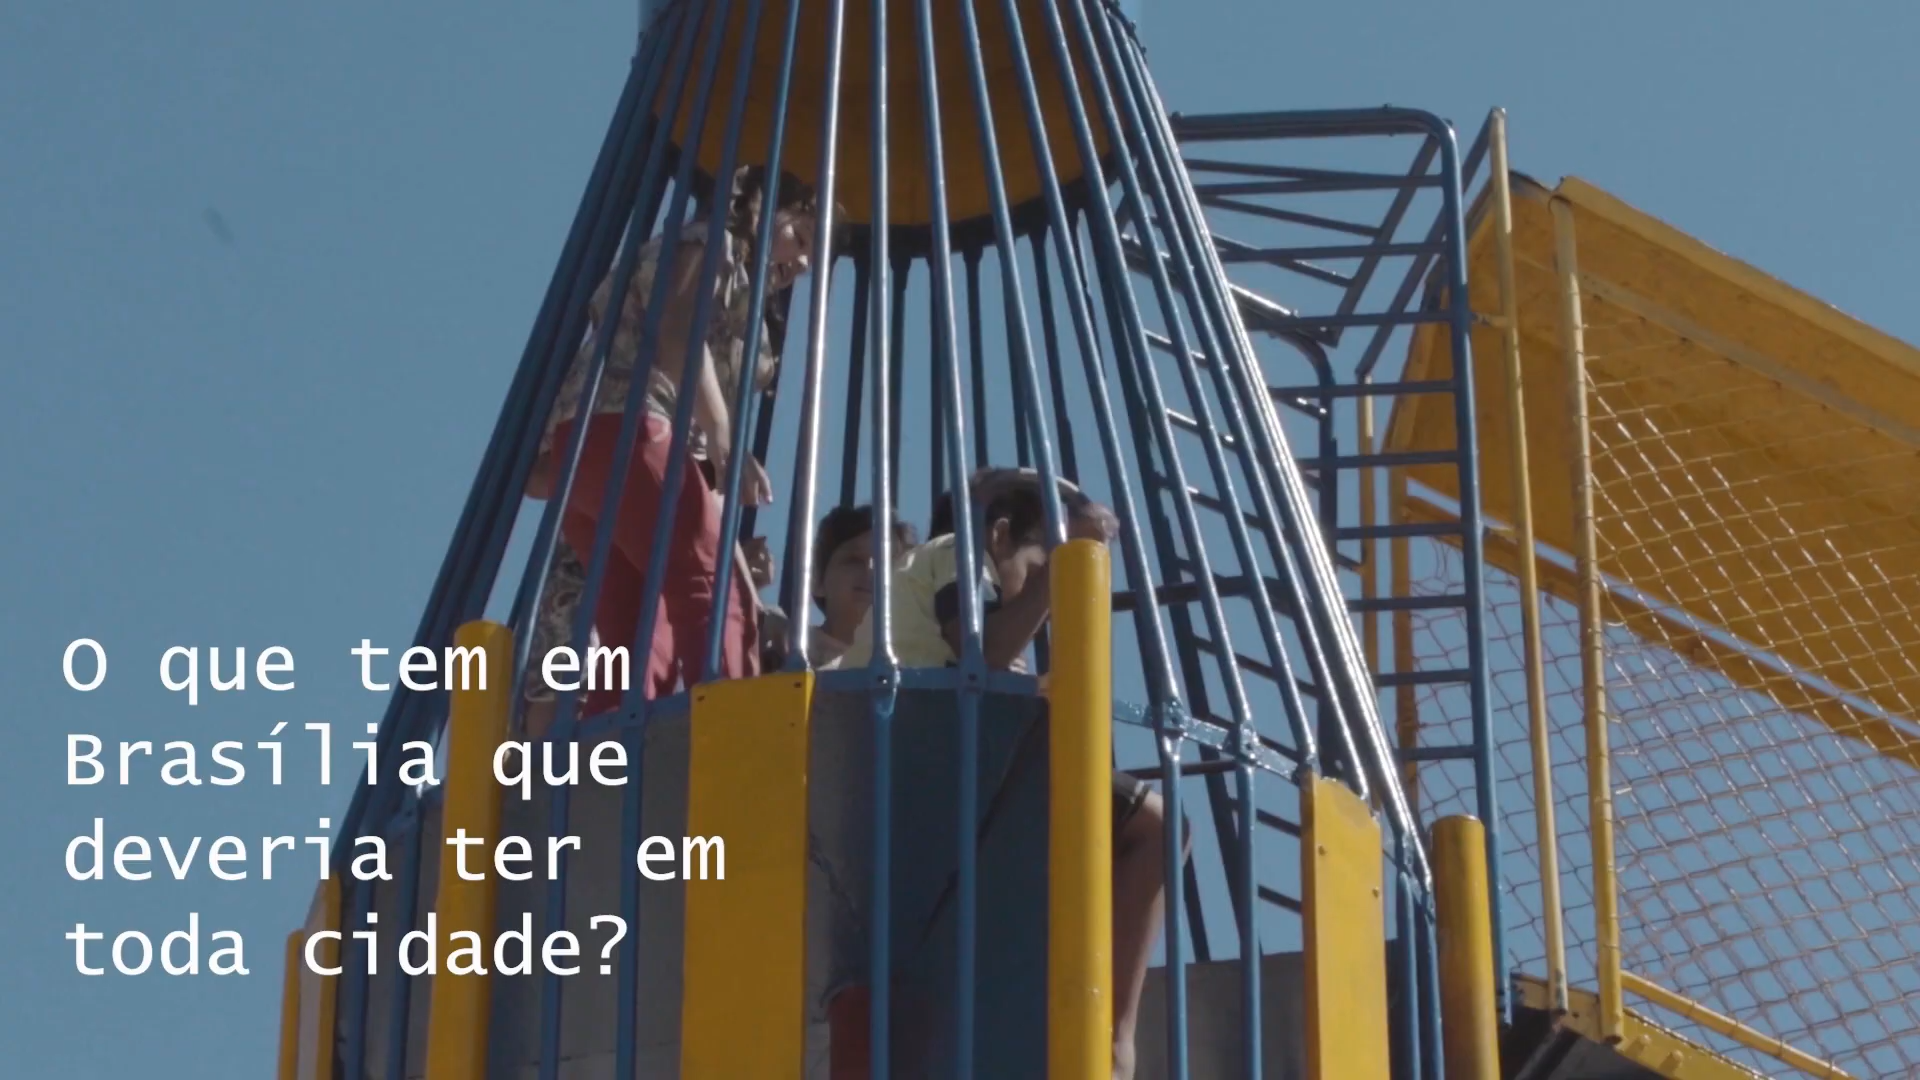 O que tem em
Brasília que
deveria ter em
toda cidade?